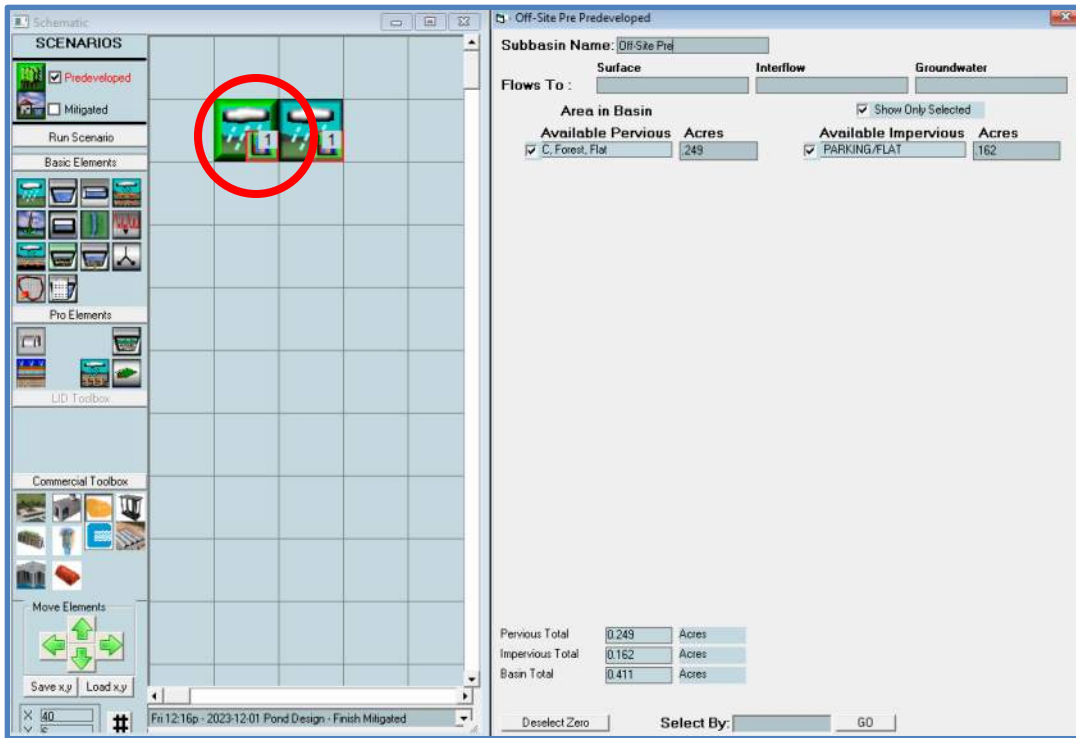 Schematic
SCENARIOS
Predeveloped
Mitigated
Run Scenario
Basic Elements
Pro Elements
LID Toolbox
Commercial Toolbox
Move Elements
Save x,y Load x,y
X 40
Y 6
#
1 1
Fri 12:16p - 2023-12-01 Pond Design - Finish Mitigated
Off-Site Pre Predeveloped
Subbasin Name: Off-Site Pre
Surface Interflow Groundwater
Flows To :
Area in Basin Show Only Selected
Available Pervious Acres Available Impervious Acres
C, Forest, Flat .249 PARKING/FLAT .162
Pervious Total 0.249 Acres
Impervious Total 0.162 Acres
Basin Total 0.411 Acres
Deselect Zero Select By: GO